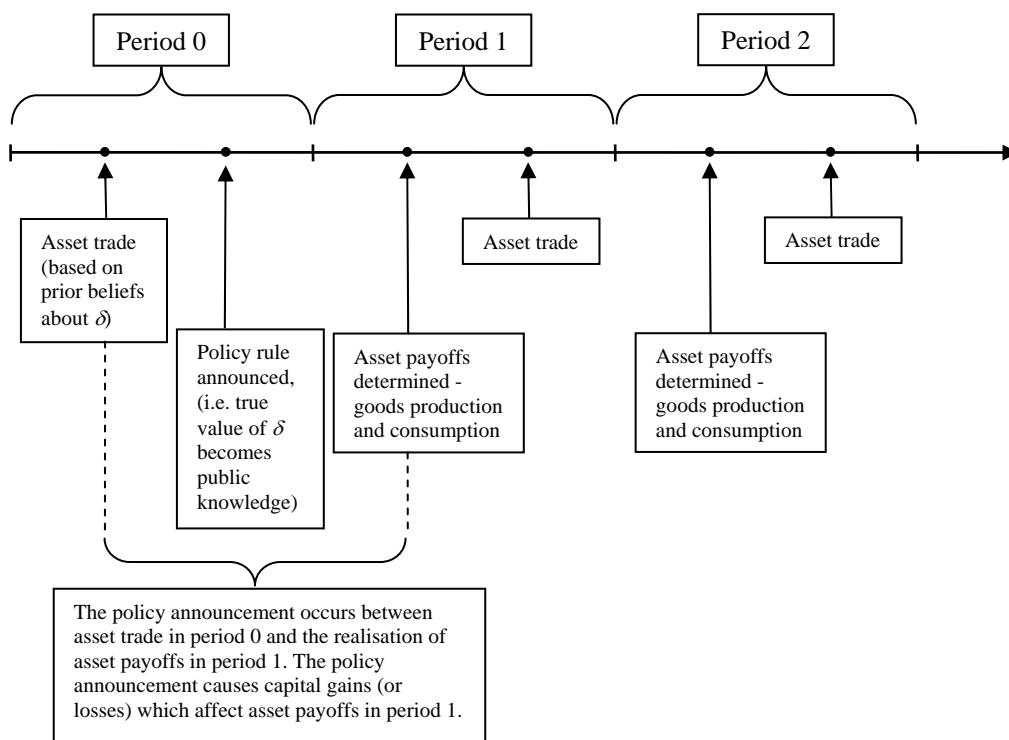 Period 0
Period 1
Period 2
Asset trade
(based on
prior beliefs
about δ)
Policy rule
announced,
(i.e. true
value of δ
becomes
public
knowledge)
Asset payoffs
determined -
goods production
and consumption
Asset trade
Asset payoffs
determined -
goods production
and consumption
Asset trade
The policy announcement occurs between
asset trade in period 0 and the realisation of
asset payoffs in period 1. The policy
announcement causes capital gains (or
losses) which affect asset payoffs in period 1.